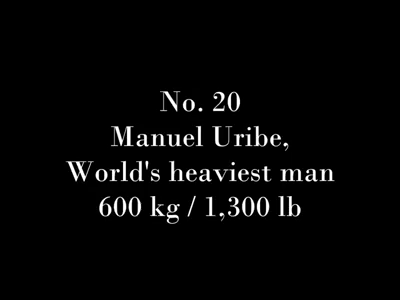 No. 20
Manuel Uribe,
World's heaviest man
600 kg / 1,300 lb